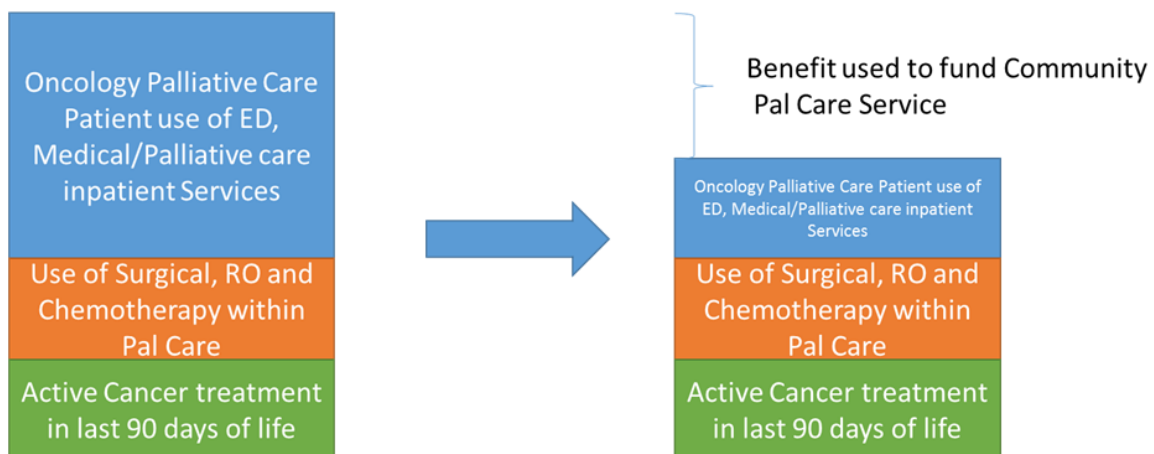 Oncology Palliative Care
Patient use of ED,
Medical/Palliative care
inpatient Services
Use of Surgical, RO and
Chemotherapy within
Pal Care
Active Cancer treatment
in last 90 days of life
Benefit used to fund Community
Pal Care Service
Oncology Palliative Care Patient use of
ED, Medical/Palliative care inpatient
Services
Use of Surgical, RO and
Chemotherapy within
Pal Care
Active Cancer treatment
in last 90 days of life